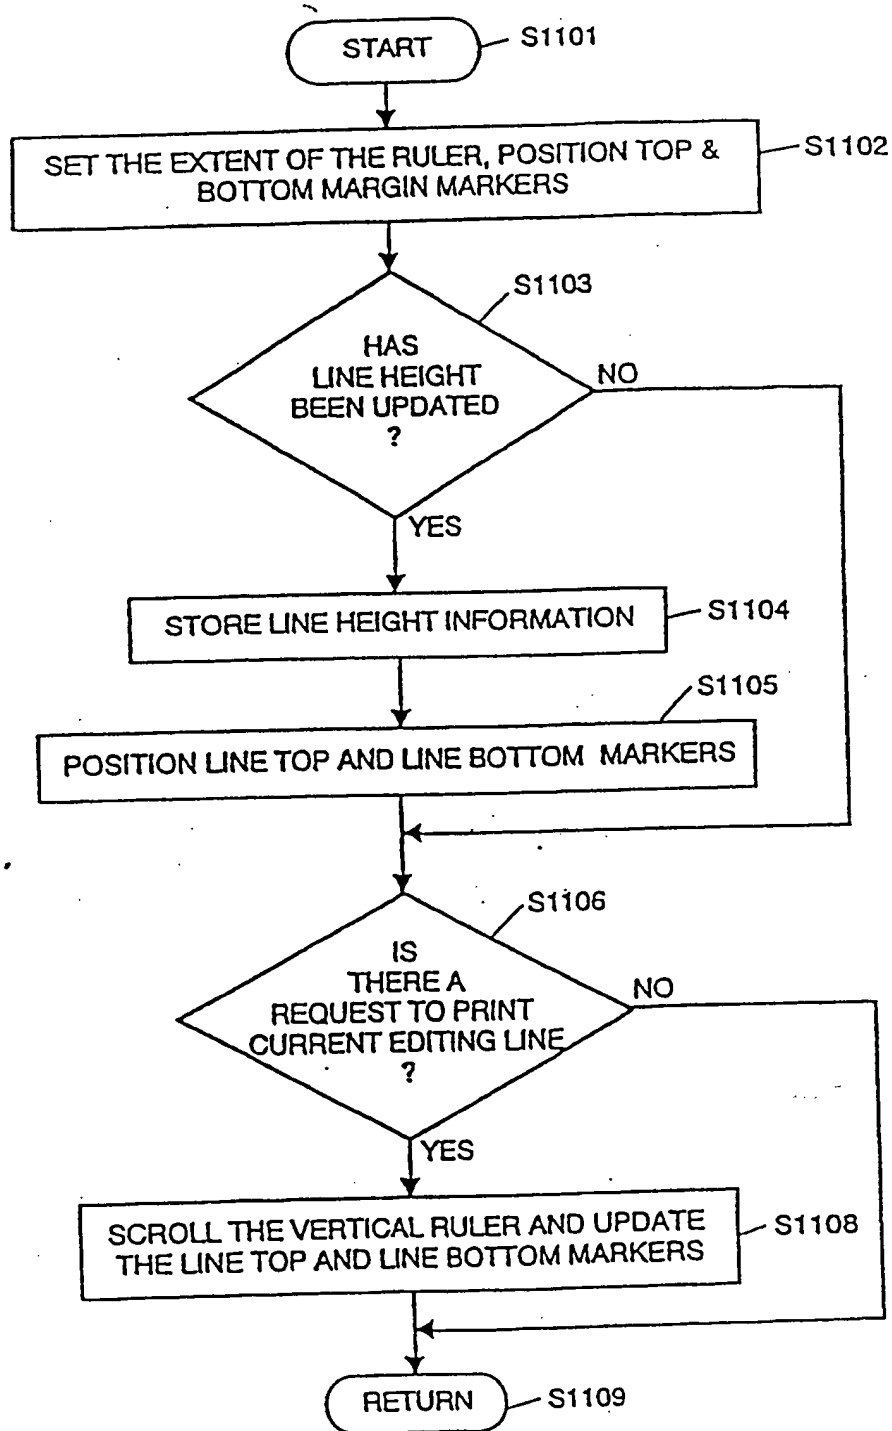 START
S1101
SET THE EXTENT OF THE RULER, POSITION TOP &
BOTTOM MARGIN MARKERS
S1102
S1103
HAS
LINE HEIGHT
BEEN UPDATED
?
NO
YES
STORE LINE HEIGHT INFORMATION
S1104
S1105
POSITION LINE TOP AND LINE BOTTOM MARKERS
S1106
IS
THERE A
REQUEST TO PRINT
CURRENT EDITING LINE
?
NO
YES
SCROLL THE VERTICAL RULER AND UPDATE
THE LINE TOP AND LINE BOTTOM MARKERS
S1108
RETURN
S1109